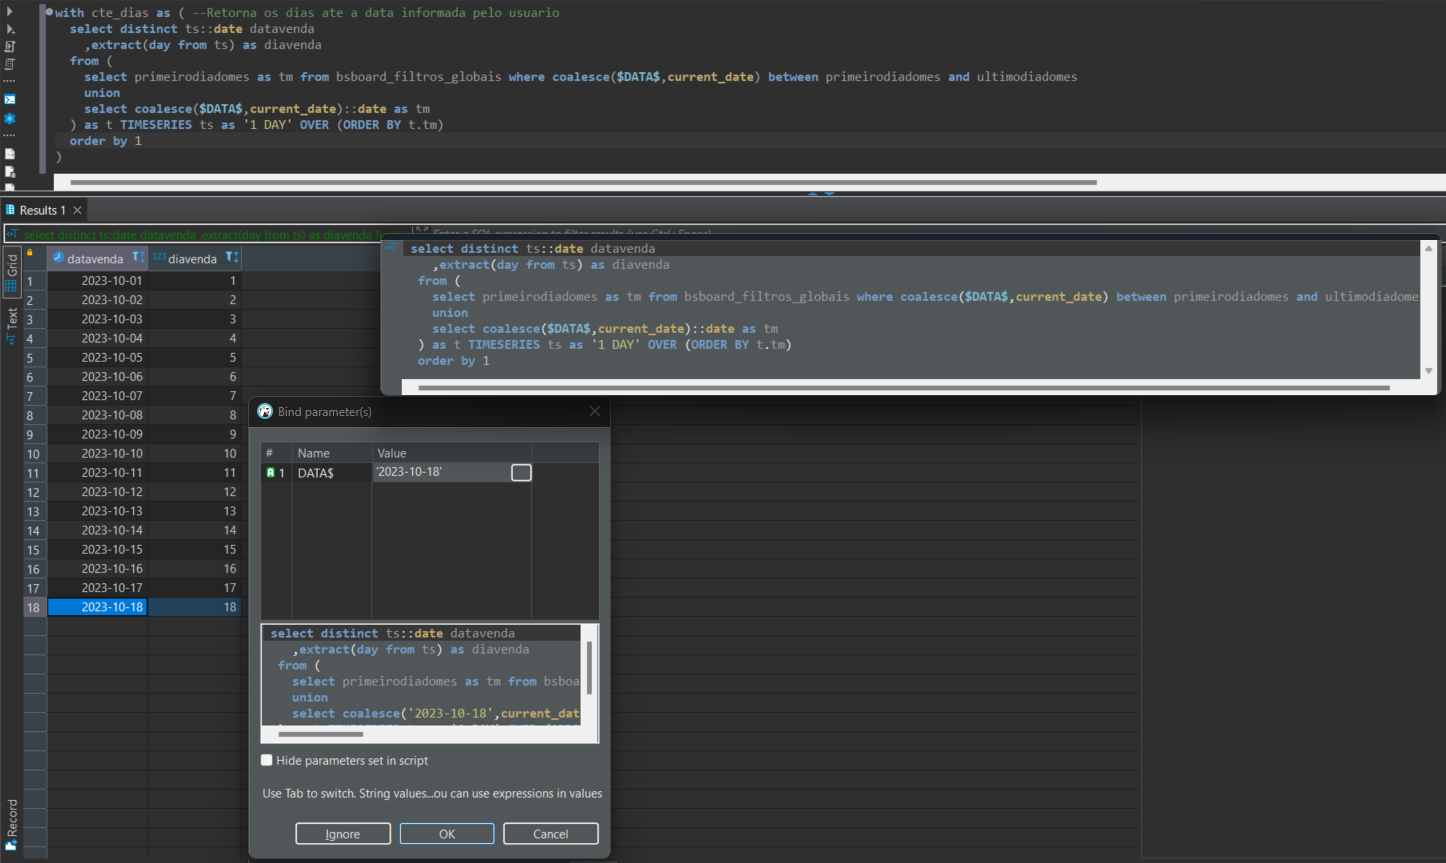 with cte_dias as ( --Retorna os dias ate a data informada pelo usuario
select distinct ts::date datavenda
,extract(day from ts) as diavenda
from (
select primeirodiadomes as tm from bsboard_filtros_globais where coalesce($DATA$,current_date) between primeirodiadomes and ultimodiadomes
union
select coalesce($DATA$,current_date)::date as tm
) as t TIMESERIES ts as '1 DAY' OVER (ORDER BY t.tm)
order by 1
)
Results 1
select distinct ts::date datavenda ,extract(day from ts) as diavenda
select distinct ts::date datavenda
,extract(day from ts) as diavenda
from (
select primeirodiadomes as tm from bsboard_filtros_globais where coalesce($DATA$,current_date) between primeirodiadomes and ultimodiadome
union
select coalesce($DATA$,current_date)::date as tm
) as t TIMESERIES ts as '1 DAY' OVER (ORDER BY t.tm)
order by 1
Grid
Text
Record
datavenda 123 diavenda
1 2023-10-01 1
2 2023-10-02 2
3 2023-10-03 3
4 2023-10-04 4
5 2023-10-05 5
6 2023-10-06 6
7 2023-10-07 7
8 2023-10-08 8
9 2023-10-09 9
10 2023-10-10 10
11 2023-10-11 11
12 2023-10-12 12
13 2023-10-13 13
14 2023-10-14 14
15 2023-10-15 15
16 2023-10-16 16
17 2023-10-17 17
18 2023-10-18 18
Bind parameter(s)
# Name Value
1 DATA$ '2023-10-18'
select distinct ts::date datavenda
,extract(day from ts) as diavenda
from (
select primeirodiadomes as tm from bsboa
union
select coalesce('2023-10-18',current_dat
Hide parameters set in script
Use Tab to switch. String values...ou can use expressions in values
Ignore
OK
Cancel